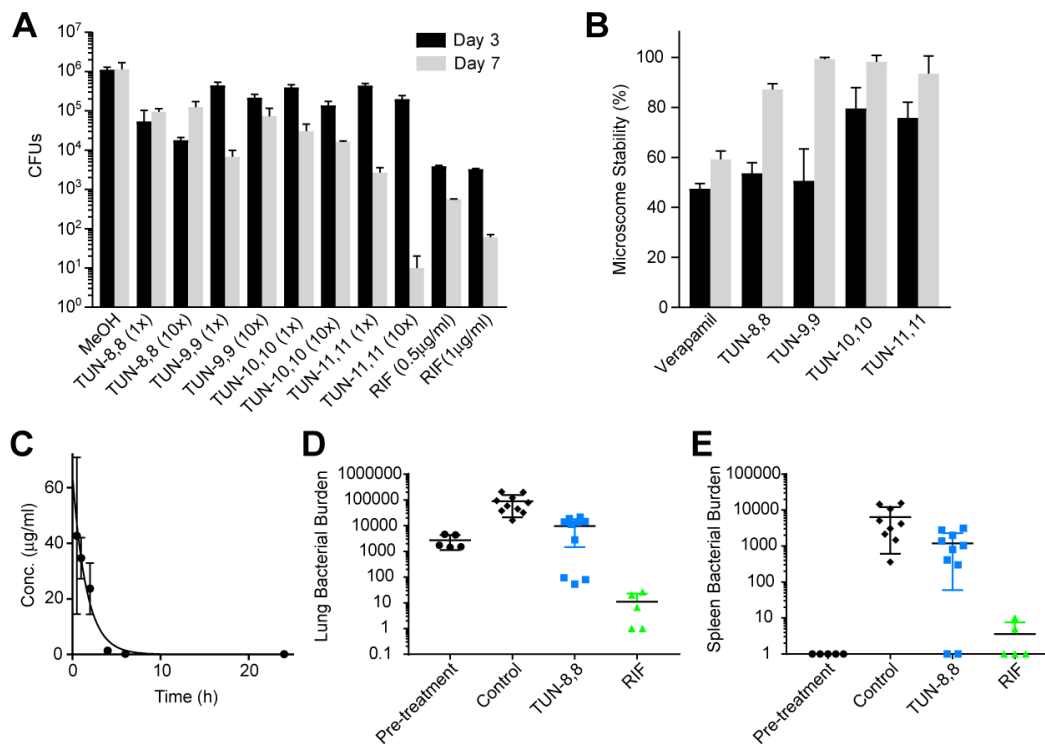 A
CFUs
10⁷
10⁶
10⁵
10⁴
10³
10²
10¹
10⁰
Day 3
Day 7
MeOH
TUN-8,8 (1x)
TUN-8,8 (10x)
TUN-9,9 (1x)
TUN-9,9 (10x)
TUN-10,10 (1x)
TUN-10,10 (10x)
TUN-11,11 (1x)
TUN-11,11 (10x)
RIF (0.5µg/ml)
RIF(1µg/ml)
B
Microscome Stability (%)
100
80
60
40
20
0
Verapamil
TUN-8,8
TUN-9,9
TUN-10,10
TUN-11,11
C
Conc. (µg/ml)
60
40
20
0
0
10
20
Time (h)
D
Lung Bacterial Burden
1000000
100000
10000
1000
100
10
1
0.1
Pre-treatment
Control
TUN-8,8
RIF
E
Spleen Bacterial Burden
100000
10000
1000
100
10
1
Pre-treatment
Control
TUN-8,8
RIF